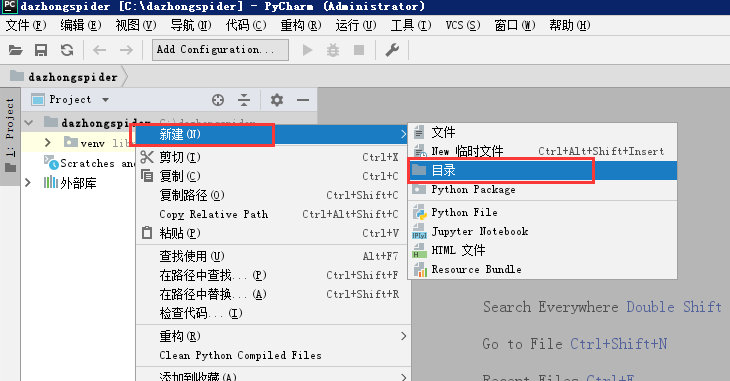 PC dazhongspider [C:\dazhongspider] - PyCharm (Administrator)
文件(F) 编辑(E) 视图(V) 导航(N) 代码(C) 重构(R) 运行(U) 工具(I) VCS(S) 窗口(W) 帮助(H)
Add Configuration...
dazhongspider
1: Project
Project
dazhongspider C:\dazhongspider
venv lib
Scratches and
外部库
新建(N)
剪切(I) Ctrl+X
复制(C) Ctrl+C
复制路径(O) Ctrl+Shift+C
Copy Relative Path Ctrl+Alt+Shift+C
粘贴(P) Ctrl+V
查找使用(U) Alt+F7
在路径中查找...(P) Ctrl+Shift+F
在路径中替换...(A) Ctrl+Shift+R
检查代码...(I)
重构(R)
Clean Python Compiled Files
添加到收藏(A)
文件
New 临时文件 Ctrl+Alt+Shift+Insert
目录
Python Package
Python File
Jupyter Notebook
HTML 文件
Resource Bundle
Search Everywhere Double Shift
Go to File Ctrl+Shift+N
Recent Files Ctrl+E